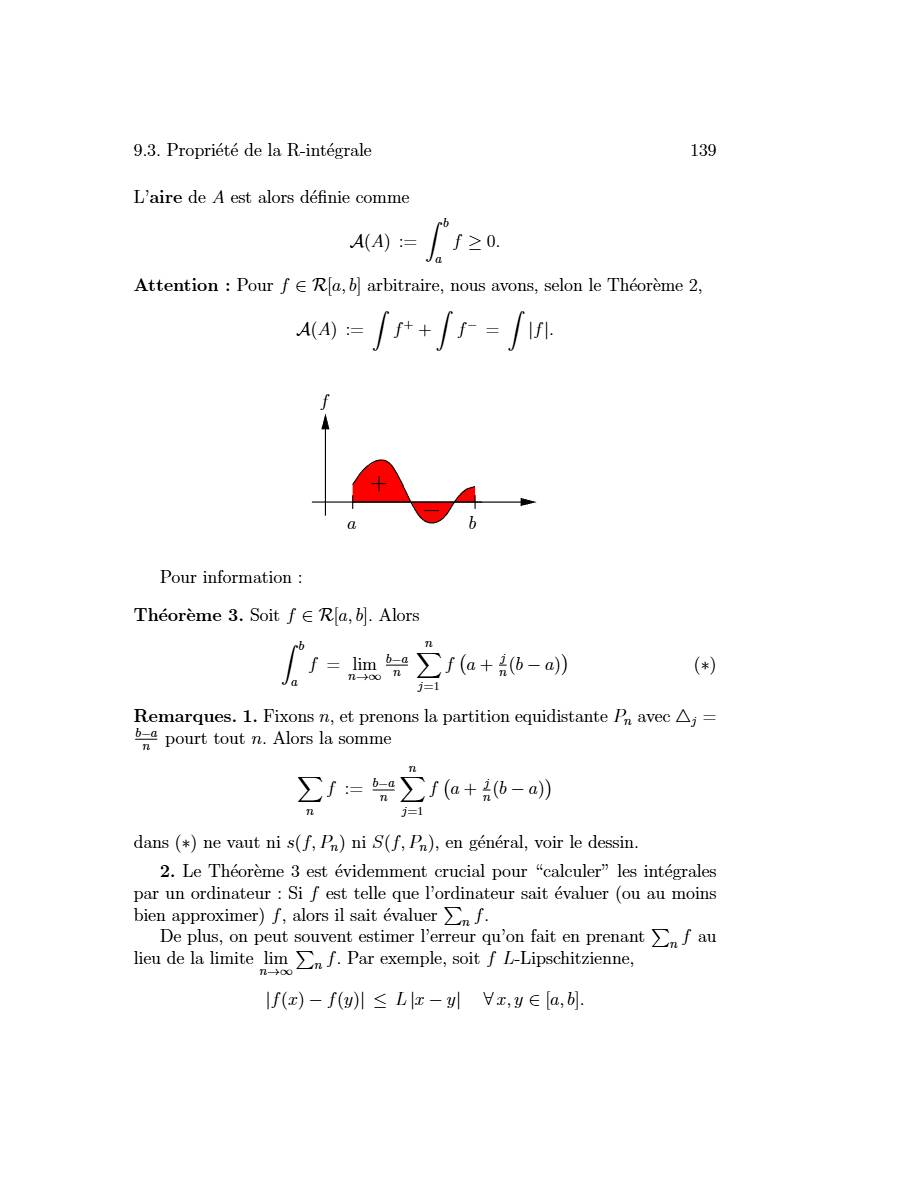 9.3. Propriété de la R-intégrale 139
L'aire de A est alors définie comme
𝒜(A) := ∫_a^b f ≥ 0.
Attention : Pour f ∈ ℛ[a, b] arbitraire, nous avons, selon le Théorème 2,
𝒜(A) := ∫ f⁺ + ∫ f⁻ = ∫ |f|.
f
+
−
a b
Pour information :
Théorème 3. Soit f ∈ ℛ[a, b]. Alors
∫_a^b f = lim_{n→∞} \frac{b−a}{n} ∑_{j=1}^{n} f (a + \frac{j}{n}(b − a)) (∗)
Remarques. 1. Fixons n, et prenons la partition equidistante P_n avec △_j =
\frac{b−a}{n} pourt tout n. Alors la somme
∑_n f := \frac{b−a}{n} ∑_{j=1}^{n} f (a + \frac{j}{n}(b − a))
dans (∗) ne vaut ni s(f, P_n) ni S(f, P_n), en général, voir le dessin.
2. Le Théorème 3 est évidemment crucial pour “calculer” les intégrales
par un ordinateur : Si f est telle que l'ordinateur sait évaluer (ou au moins
bien approximer) f, alors il sait évaluer ∑_n f.
De plus, on peut souvent estimer l'erreur qu'on fait en prenant ∑_n f au
lieu de la limite lim_{n→∞} ∑_n f. Par exemple, soit f L-Lipschitzienne,
|f(x) − f(y)| ≤ L |x − y| ∀ x, y ∈ [a, b].